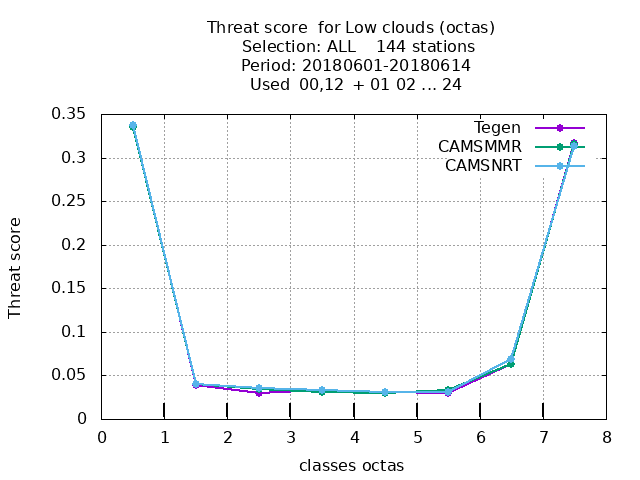 Threat score for Low clouds (octas)
Selection: ALL 144 stations
Period: 20180601-20180614
Used 00,12 + 01 02 ... 24
0.35
0.3
0.25
0.2
0.15
0.1
0.05
0
Threat score
Tegen
CAMSMMR
CAMSNRT
0 1 2 3 4 5 6 7 8
classes octas